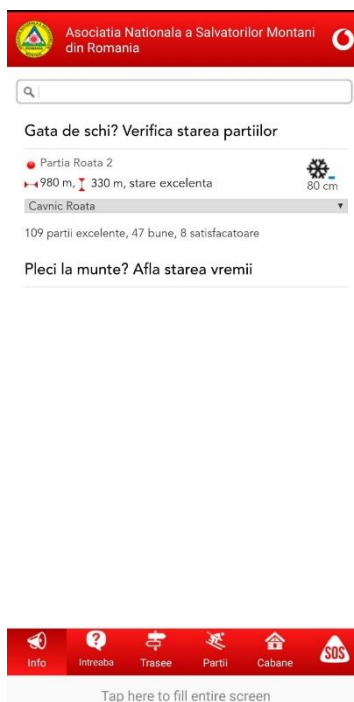 Asociatia Nationala a Salvatorilor Montani
din Romania
Gata de schi? Verifica starea partiilor
Partia Roata 2
980 m, 330 m, stare excelenta
80 cm
Cavnic Roata
109 partii excelente, 47 bune, 8 satisfacatoare
Pleci la munte? Afla starea vremii
Info Intreaba Trasee Partii Cabane SOS
Tap here to fill entire screen